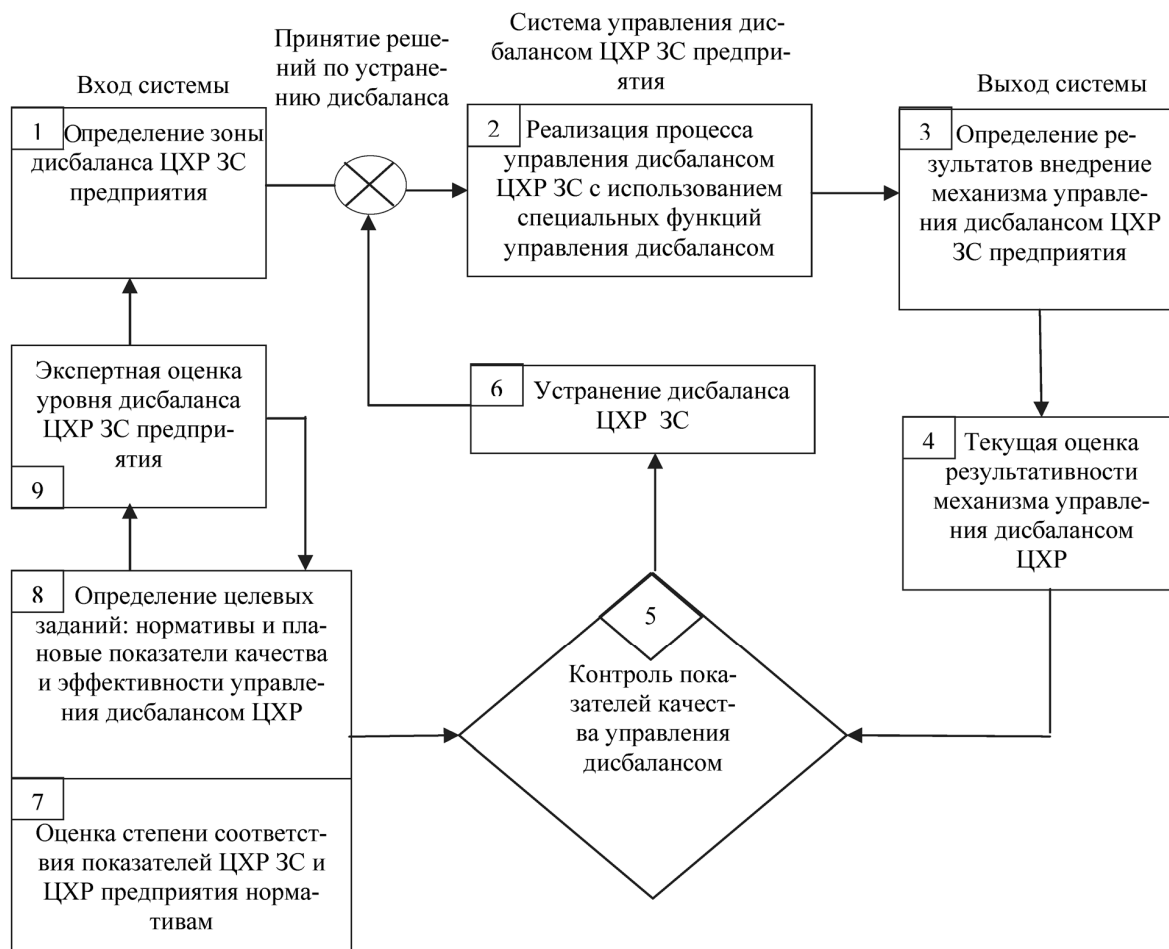 Вход системы
Принятие реше-
ний по устране-
нию дисбаланса
Система управления дис-
балансом ЦХР ЗС предпри-
ятия
Выход системы
1 Определение зоны
дисбаланса ЦХР ЗС
предприятия
2 Реализация процесса
управления дисбалансом
ЦХР ЗС с использованием
специальных функций
управления дисбалансом
3 Определение ре-
зультатов внедрение
механизма управле-
ния дисбалансом ЦХР
ЗС предприятия
Экспертная оценка
уровня дисбаланса
ЦХР ЗС предпри-
ятия
9
6 Устранение дисбаланса
ЦХР ЗС
4 Текущая оценка
результативности
механизма управле-
ния дисбалансом
ЦХР
8 Определение целевых
заданий: нормативы и пла-
новые показатели качества
и эффективности управле-
ния дисбалансом ЦХР
5
Контроль пока-
зателей качест-
ва управления
дисбалансом
7
Оценка степени соответст-
вия показателей ЦХР ЗС и
ЦХР предприятия норма-
тивам